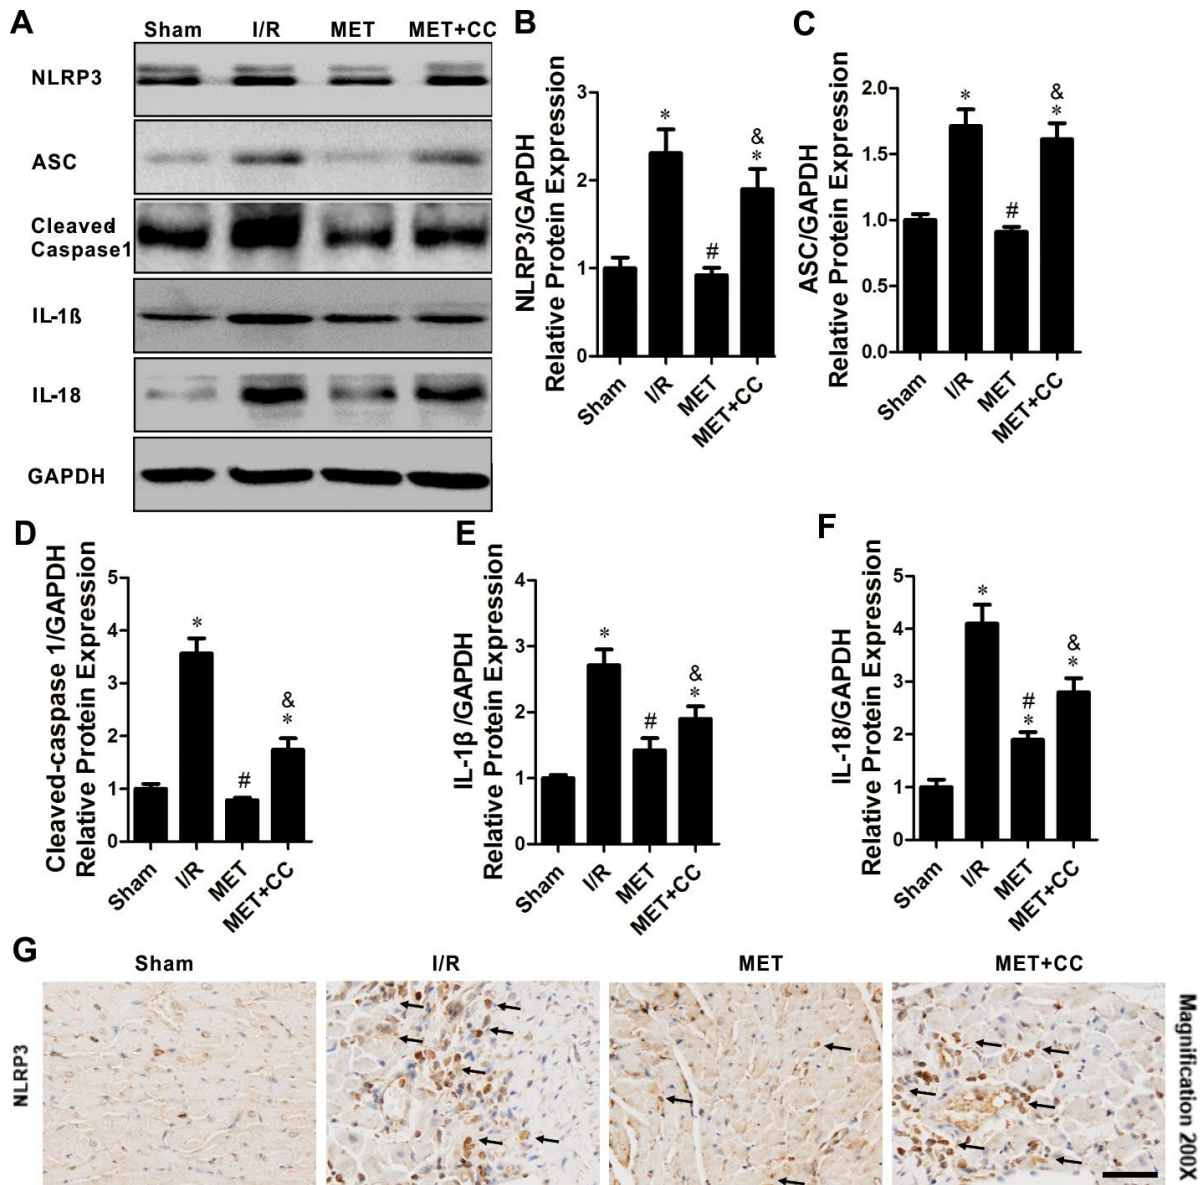 A
Sham I/R MET MET+CC
NLRP3
ASC
Cleaved
Caspase1
IL-1ß
IL-18
GAPDH
B
NLRP3/GAPDH
Relative Protein Expression
3
2
1
0
*
#
&
*
Sham I/R MET MET+CC
C
ASC/GAPDH
Relative Protein Expression
2.0
1.5
1.0
0.5
0.0
*
#
&
*
Sham I/R MET MET+CC
D
Cleaved-caspase 1/GAPDH
Relative Protein Expression
5
4
3
2
1
0
*
#
&
*
Sham I/R MET MET+CC
E
IL-1β/GAPDH
Relative Protein Expression
4
3
2
1
0
*
#
&
*
Sham I/R MET MET+CC
F
IL-18/GAPDH
Relative Protein Expression
5
4
3
2
1
0
*
#
*
&
*
Sham I/R MET MET+CC
G
Sham I/R MET MET+CC
NLRP3
Magnification 200X